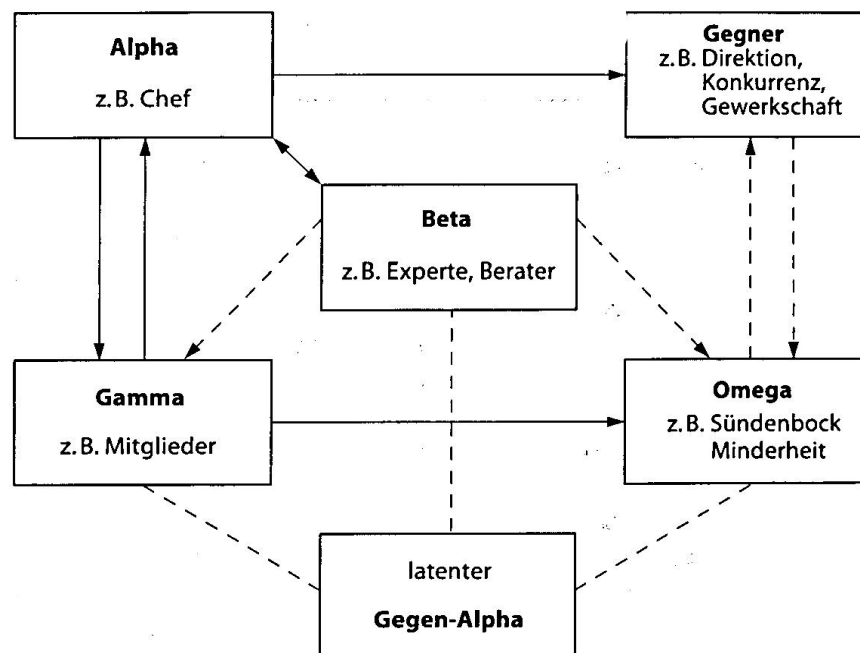 Alpha
z. B. Chef
Gegner
z. B. Direktion,
Konkurrenz,
Gewerkschaft
Beta
z. B. Experte, Berater
Gamma
z. B. Mitglieder
Omega
z. B. Sündenbock
Minderheit
latenter
Gegen-Alpha